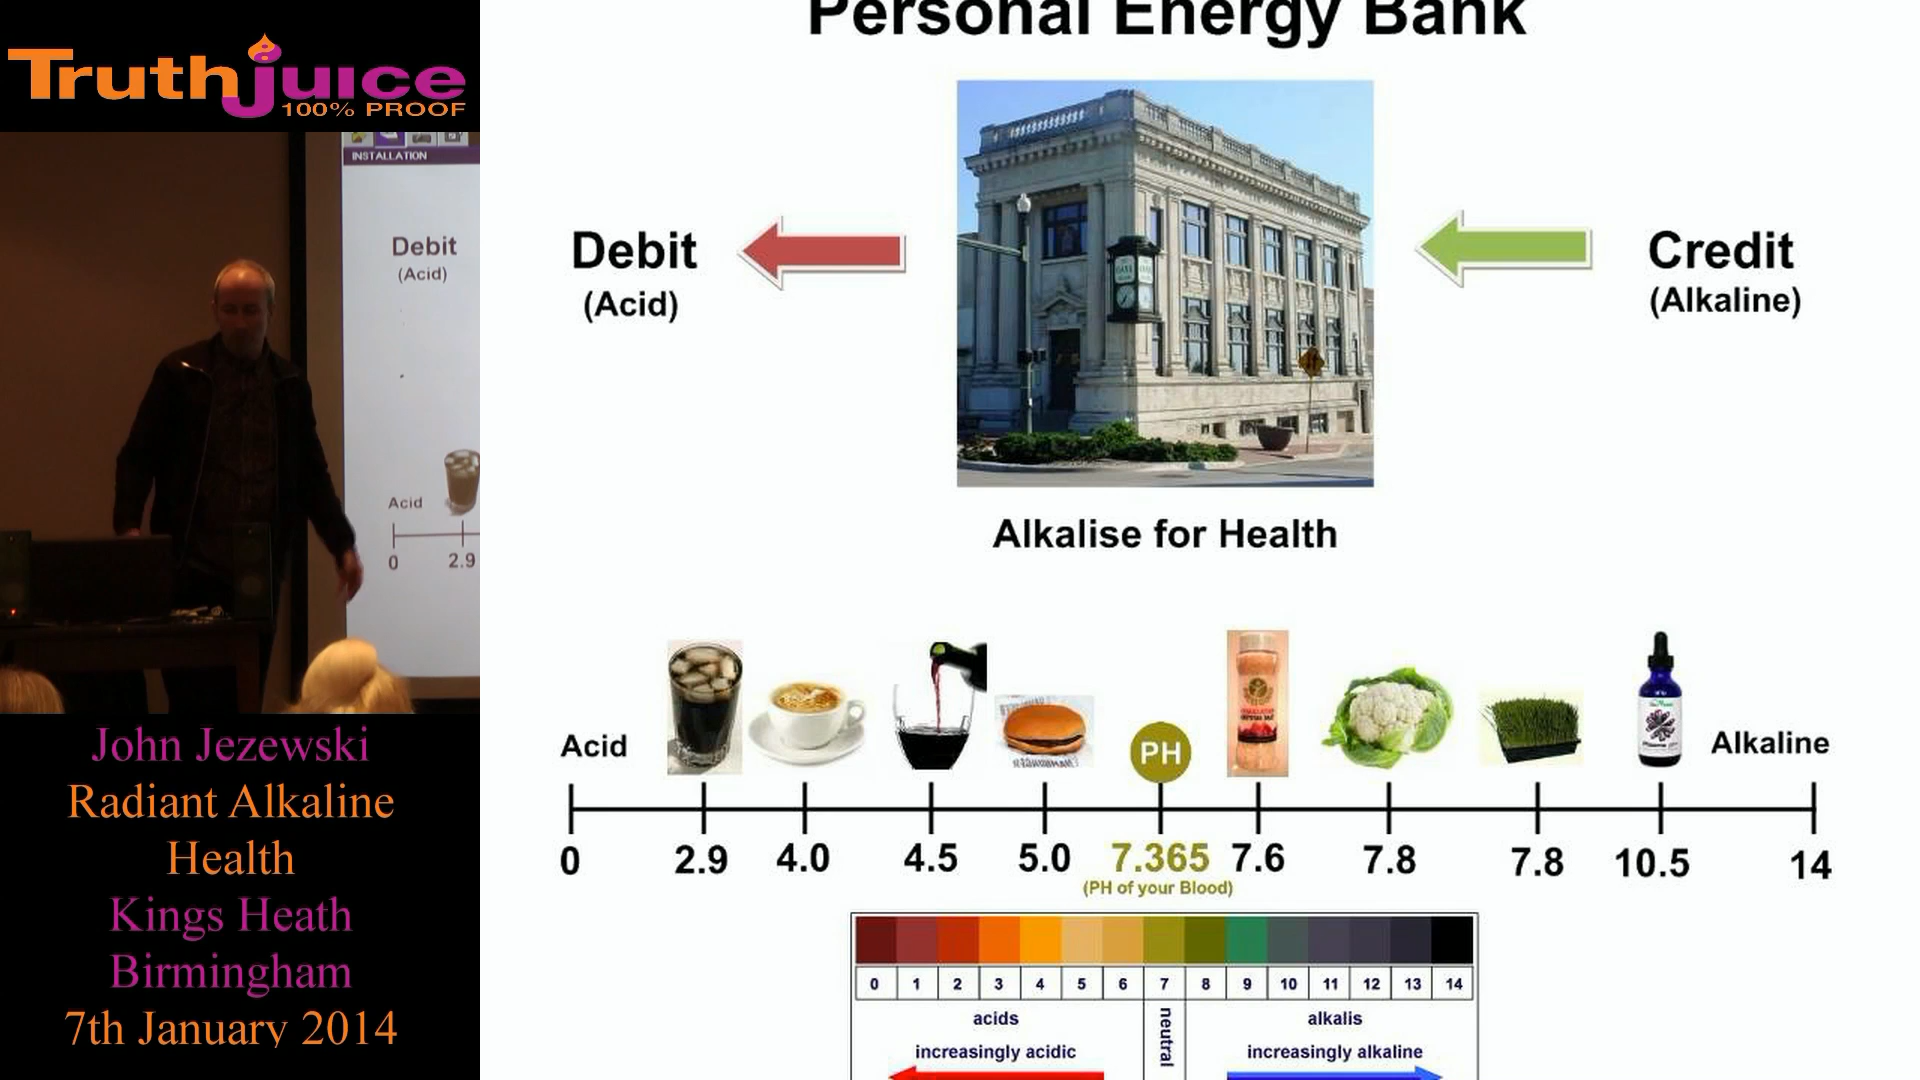 Truthjuice
100% PROOF
INSTALLATION
Debit
(Acid)
Acid
0
2.9
John Jezewski
Radiant Alkaline
Health
Kings Heath
Birmingham
7th January 2014
Personal Energy Bank
Debit
(Acid)
Credit
(Alkaline)
Alkalise for Health
Acid
PH
Alkaline
0 2.9 4.0 4.5 5.0 7.365 7.6 7.8 7.8 10.5 14
(PH of your Blood)
0 1 2 3 4 5 6 7 8 9 10 11 12 13 14
acids
neutral
alkalis
increasingly acidic
increasingly alkaline